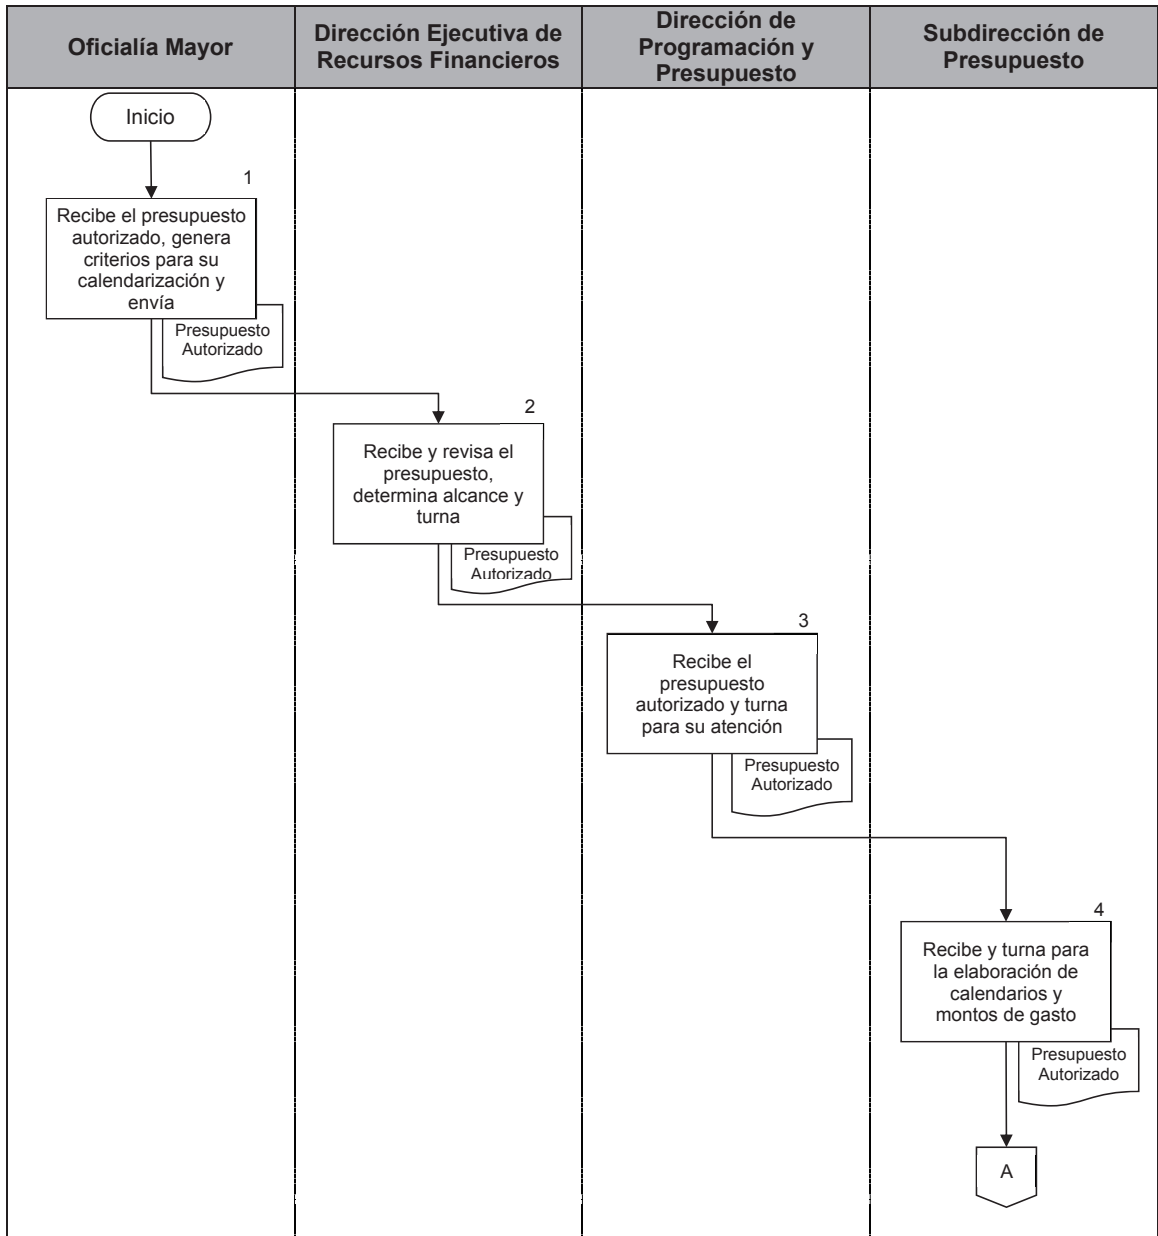 Oficialía Mayor
Dirección Ejecutiva de
Recursos Financieros
Dirección de
Programación y
Presupuesto
Subdirección de
Presupuesto
Inicio
1
Recibe el presupuesto
autorizado, genera
criterios para su
calendarización y
envía
Presupuesto
Autorizado
2
Recibe y revisa el
presupuesto,
determina alcance y
turna
Presupuesto
Autorizado
3
Recibe el
presupuesto
autorizado y turna
para su atención
Presupuesto
Autorizado
4
Recibe y turna para
la elaboración de
calendarios y
montos de gasto
Presupuesto
Autorizado
A